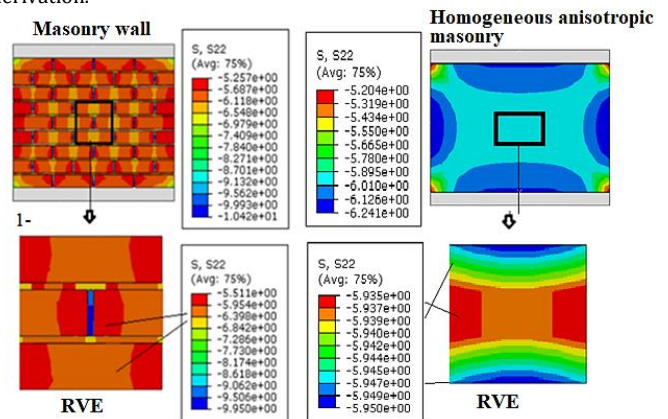 derivation.
Masonry wall
Homogeneous anisotropic
masonry
S, S22
(Avg: 75%)
-5.257e+00
-5.687e+00
-6.118e+00
-6.548e+00
-6.979e+00
-7.409e+00
-7.840e+00
-8.271e+00
-8.701e+00
-9.132e+00
-9.562e+00
-9.993e+00
-1.042e+01
S, S22
(Avg: 75%)
-5.204e+00
-5.319e+00
-5.434e+00
-5.550e+00
-5.665e+00
-5.780e+00
-5.895e+00
-6.010e+00
-6.126e+00
-6.241e+00
1-
S, S22
(Avg: 75%)
-5.511e+00
-5.954e+00
-6.398e+00
-6.842e+00
-7.286e+00
-7.730e+00
-8.174e+00
-8.618e+00
-9.062e+00
-9.506e+00
-9.950e+00
S, S22
(Avg: 75%)
-5.935e+00
-5.937e+00
-5.939e+00
-5.940e+00
-5.942e+00
-5.944e+00
-5.945e+00
-5.947e+00
-5.949e+00
-5.950e+00
RVE
RVE